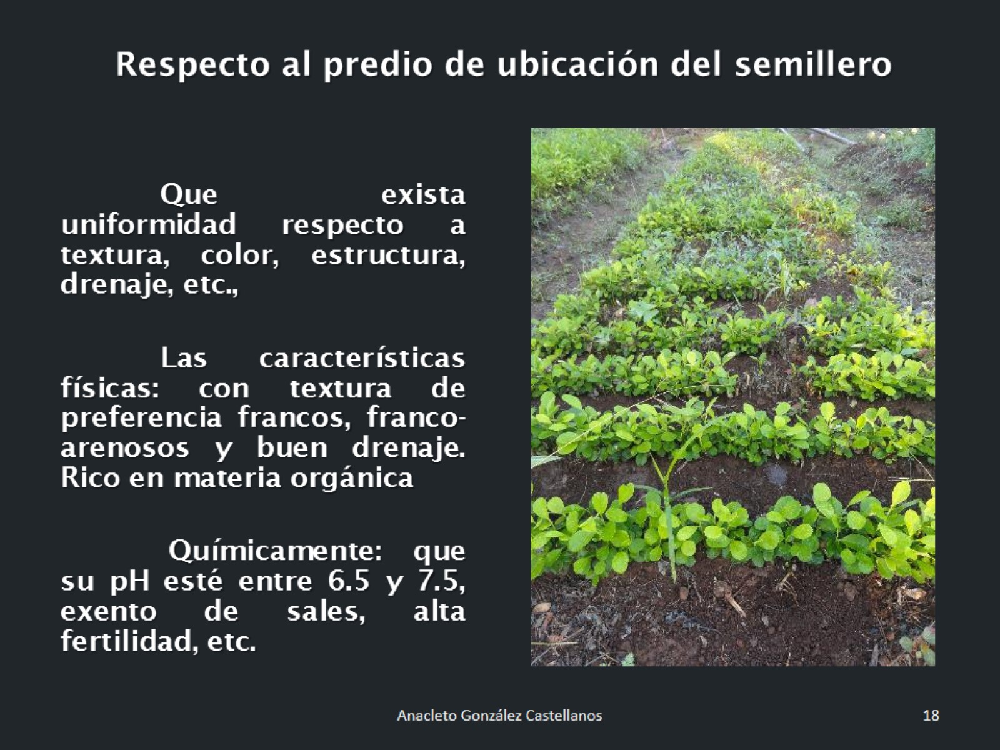 Respecto al predio de ubicación del semillero
Que exista
uniformidad respecto a
textura, color, estructura,
drenaje, etc.,
Las características
físicas: con textura de
preferencia francos, franco-
arenosos y buen drenaje.
Rico en materia orgánica
Químicamente: que
su pH esté entre 6.5 y 7.5,
exento de sales, alta
fertilidad, etc.
Anacleto González Castellanos
18